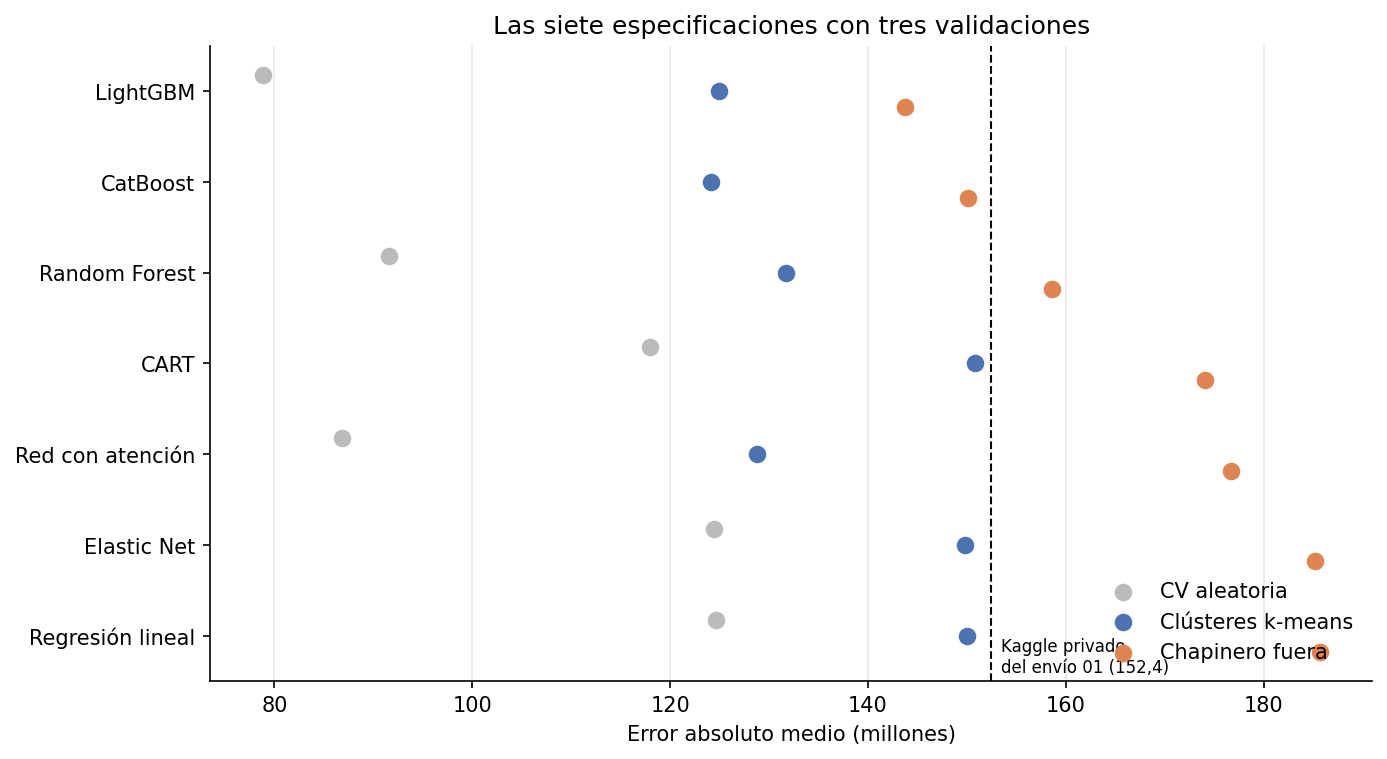 Las siete especificaciones con tres validaciones
LightGBM
CatBoost
Random Forest
CART
Red con atención
Elastic Net
Regresión lineal
CV aleatoria
Clústeres k-means
Chapinero fuera
Kaggle privado
del envío 01 (152,4)
80 100 120 140 160 180
Error absoluto medio (millones)